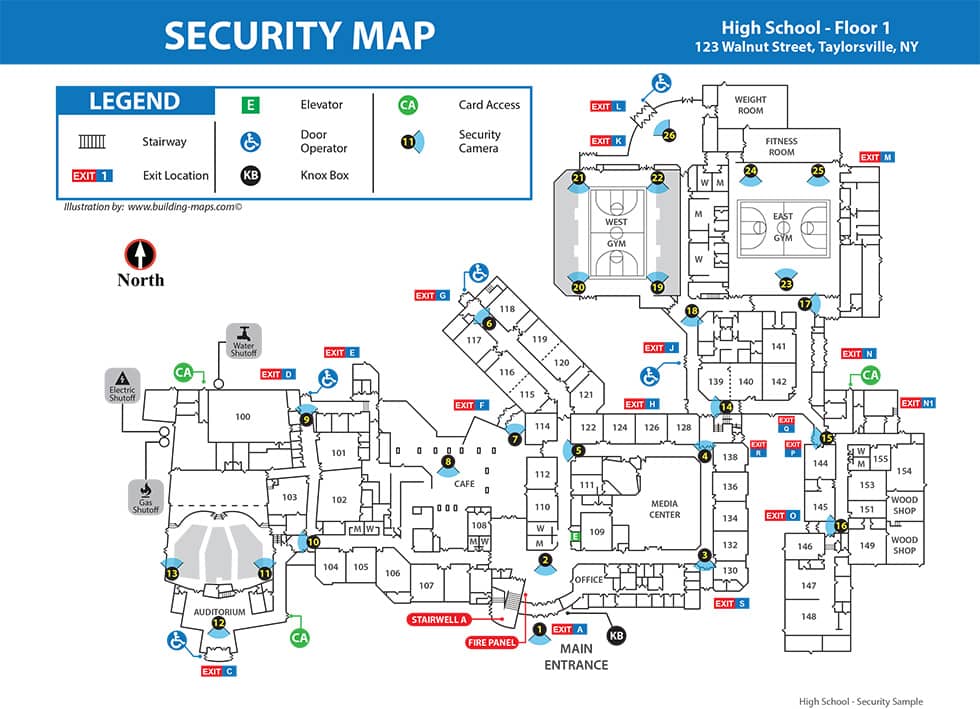 SECURITY MAP
High School - Floor 1
123 Walnut Street, Taylorsville, NY
LEGEND
Stairway
EXIT 1
Exit Location
E
Elevator
Door
Operator
KB
Knox Box
CA
Card Access
11
Security
Camera
Illustration by: www.building-maps.com©
North
EXIT L
EXIT K
26
WEIGHT
ROOM
FITNESS
ROOM
EXIT M
21
22
W M
24
25
WEST
GYM
M
EAST
GYM
W
20
19
23
EXIT G
6
118
117
119
116
120
115
121
18
17
141
EXIT J
139
140
142
EXIT N
CA
EXIT N1
Water
Shutoff
EXIT E
CA
EXIT D
Electric
Shutoff
100
9
EXIT F
EXIT H
14
7
114
122
124
126
128
EXIT
Q
EXIT
R
EXIT
P
15
101
8
CAFE
5
4
138
144
W
M
155
154
Gas
Shutoff
103
102
112
111
136
153
110
MEDIA
CENTER
134
145
151
WOOD
SHOP
EXIT O
16
M W
108
M W
W
M
E
109
132
146
149
WOOD
SHOP
10
13
11
104
105
106
107
2
OFFICE
3
130
147
148
AUDITORIUM
12
CA
STAIRWELL A
FIRE PANEL
1
EXIT A
KB
EXIT S
MAIN
ENTRANCE
EXIT C
High School - Security Sample